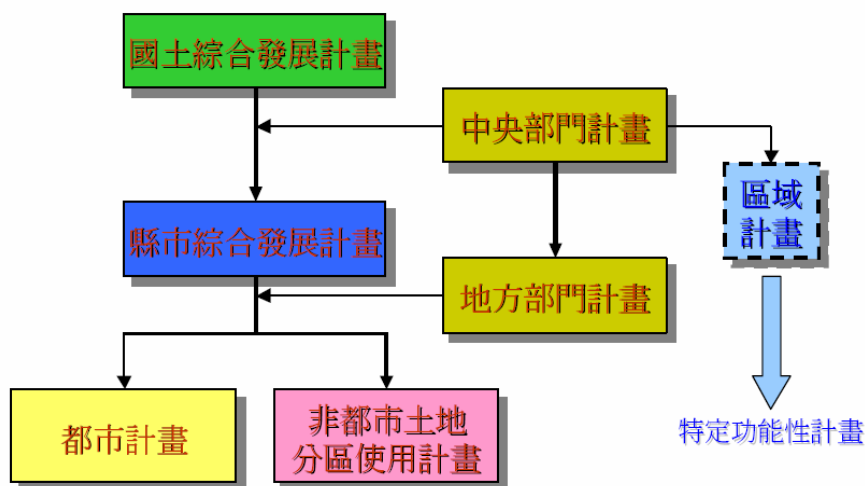 國土綜合發展計畫
中央部門計畫
區域
計畫
縣市綜合發展計畫
地方部門計畫
都市計畫
非都市土地
分區使用計畫
特定功能性計畫